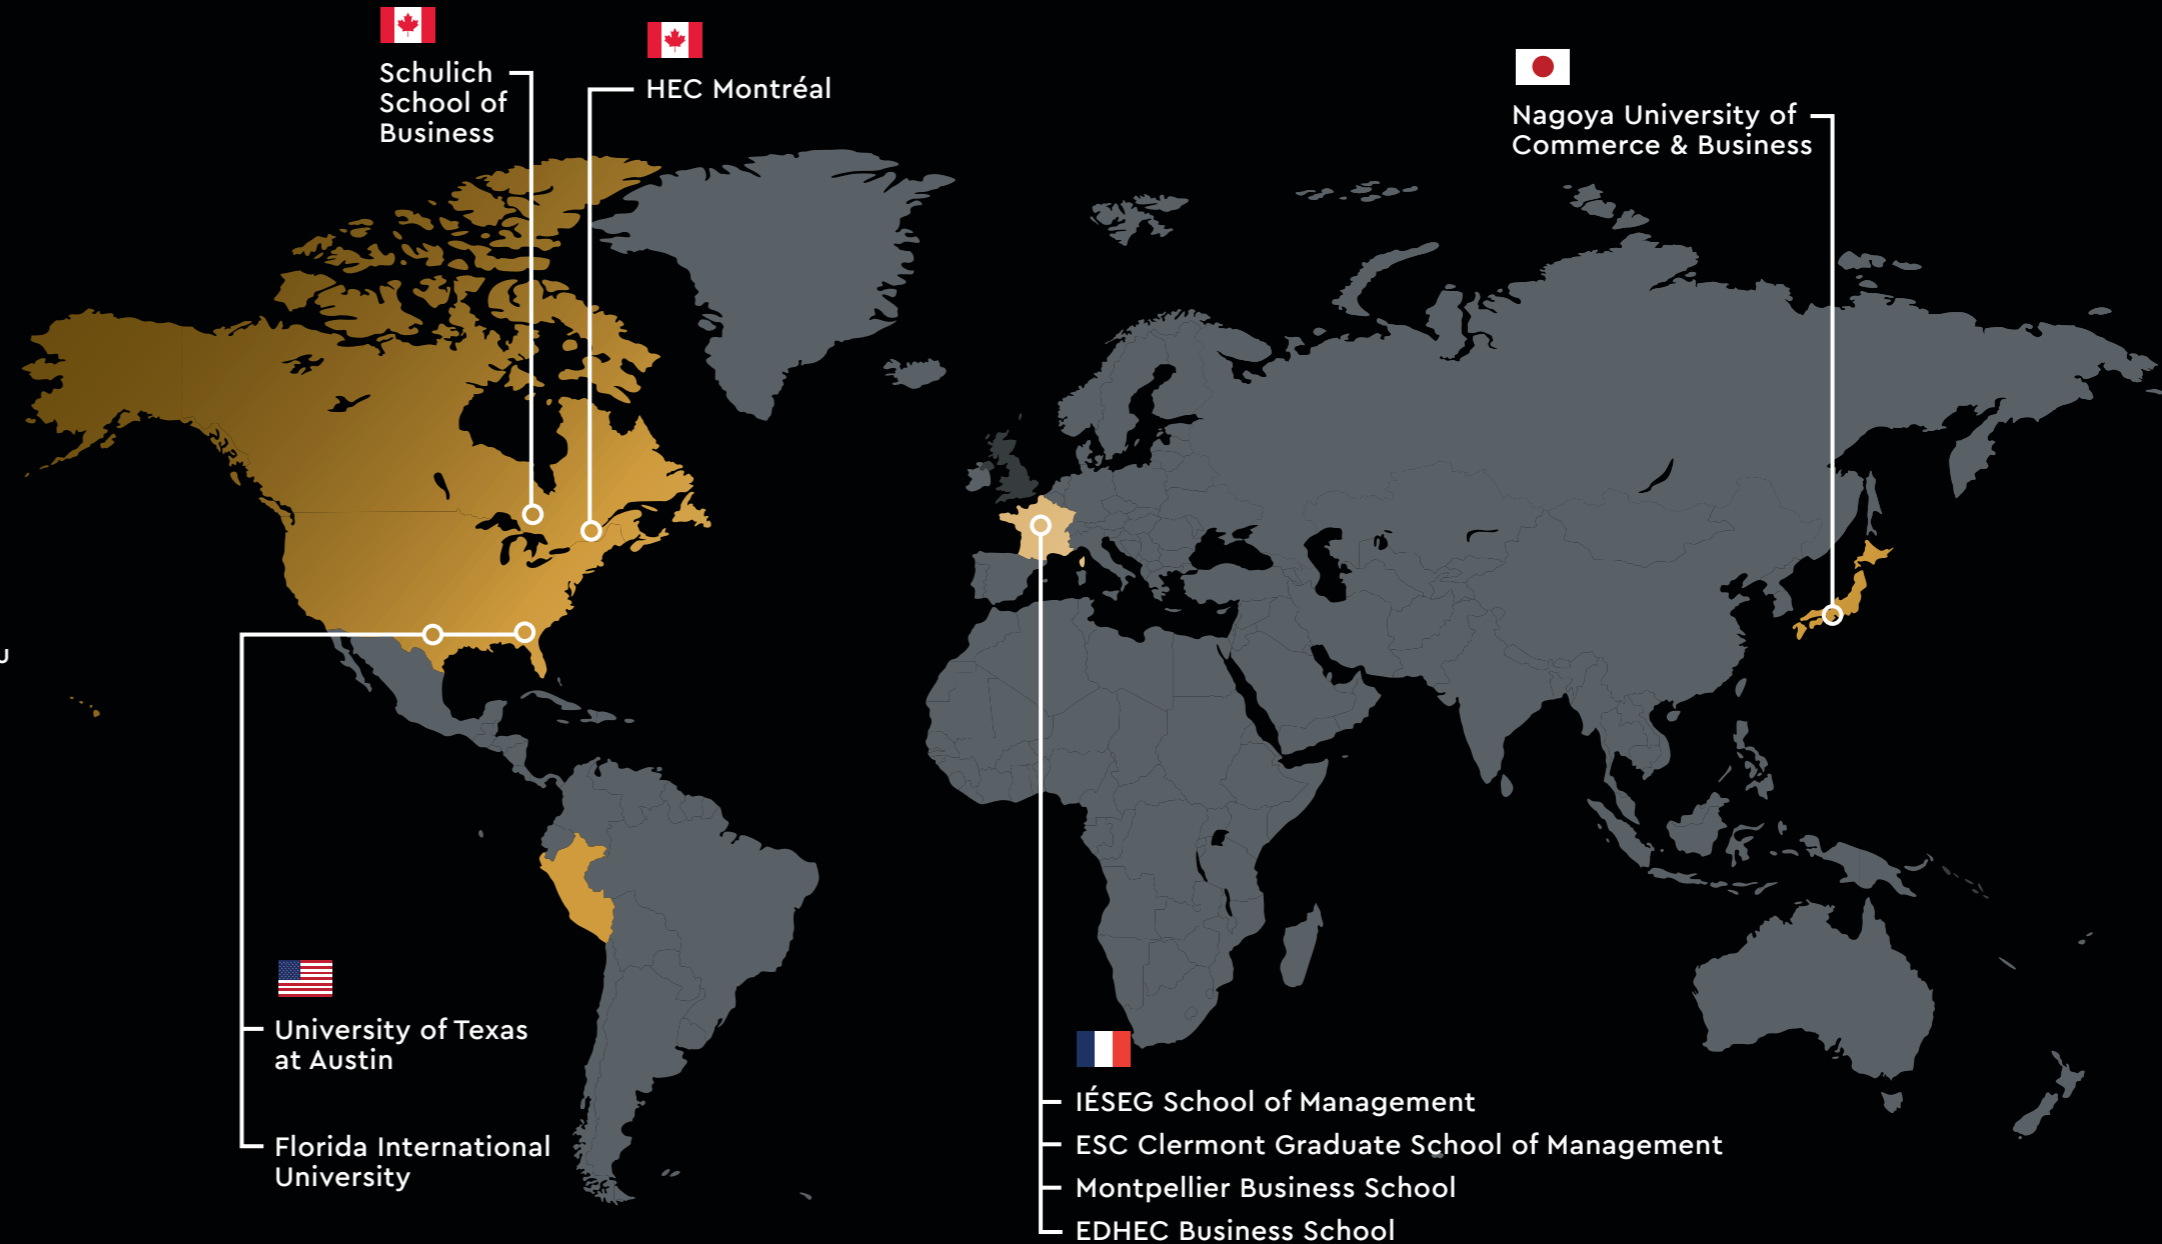 Schulich
School of
Business
HEC Montréal
Nagoya University of
Commerce & Business
u
University of Texas
at Austin
Florida International
University
IÉSEG School of Management
ESC Clermont Graduate School of Management
Montpellier Business School
EDHEC Business School